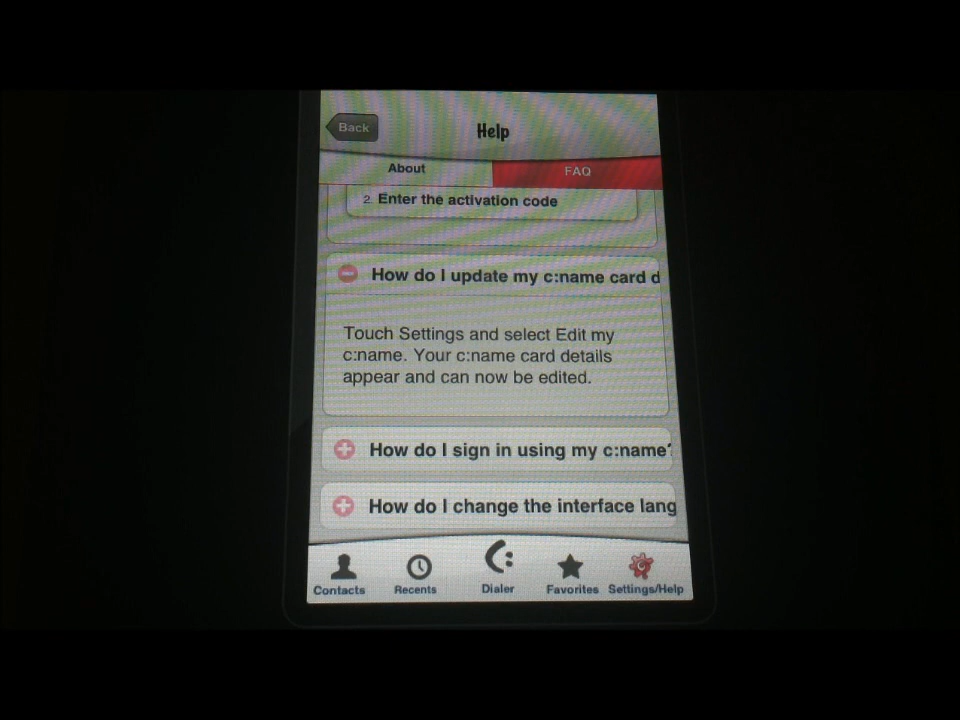 Back
Help
About
FAQ
2. Enter the activation code
How do I update my c:name card d
Touch Settings and select Edit my
c:name. Your c:name card details
appear and can now be edited.
How do I sign in using my c:name?
How do I change the interface lang
Contacts
Recents
Dialer
Favorites
Settings/Help